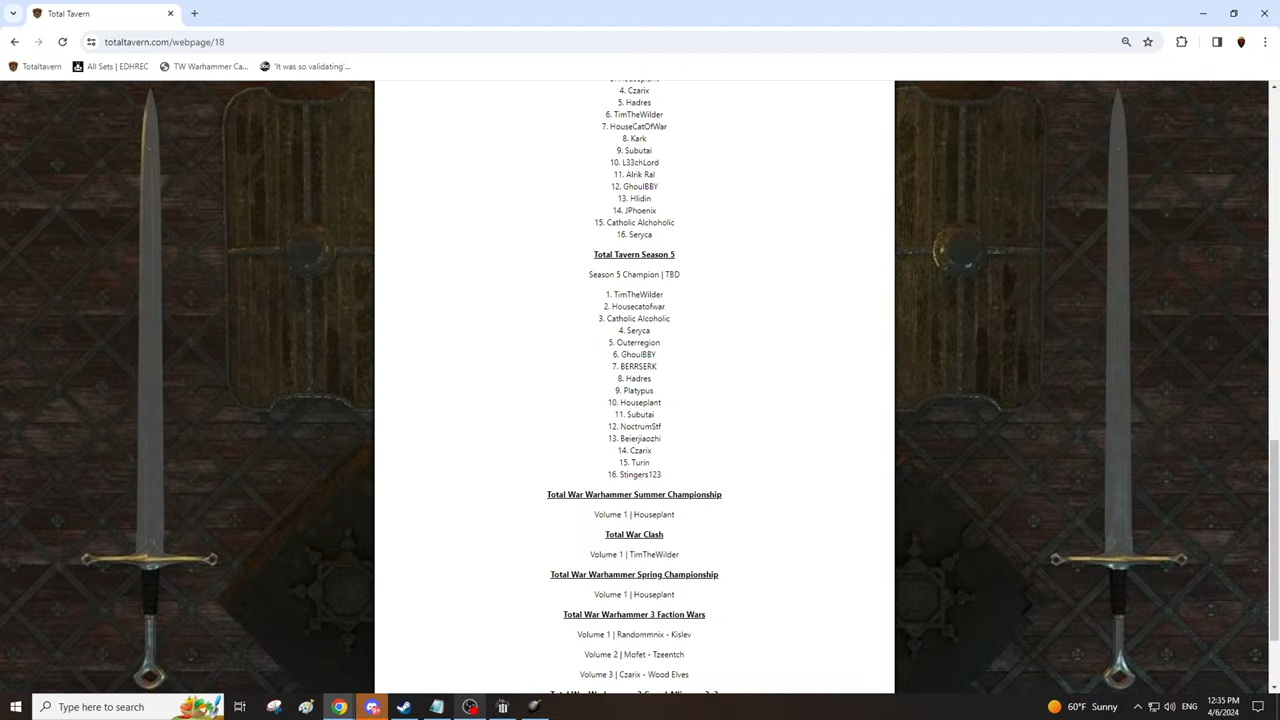 Total Tavern
totaltavern.com/webpage/18
Totaltavern
All Sets | EDHREC
TW Warhammer Ca...
'It was so validating'...
4. Czarix
5. Hadres
6. TimTheWilder
7. HouseCatOfWar
8. Kark
9. Subutai
10. L33chLord
11. Alrik Ral
12. GhoulBBY
13. Hlidin
14. JPhoenix
15. Catholic Alchoholic
16. Seryca
Total Tavern Season 5
Season 5 Champion | TBD
1. TimTheWilder
2. Housecatofwar
3. Catholic Alcoholic
4. Seryca
5. Outerregion
6. GhoulBBY
7. BERRSERK
8. Hadres
9. Platypus
10. Houseplant
11. Subutai
12. NoctrumStf
13. Beierjiaozhi
14. Czarix
15. Turin
16. Stingers123
Total War Warhammer Summer Championship
Volume 1 | Houseplant
Total War Clash
Volume 1 | TimTheWilder
Total War Warhammer Spring Championship
Volume 1 | Houseplant
Total War Warhammer 3 Faction Wars
Volume 1 | Randommnix - Kislev
Volume 2 | Mofet - Tzeentch
Volume 3 | Czarix - Wood Elves
Type here to search
60°F Sunny
12:35 PM
4/6/2024